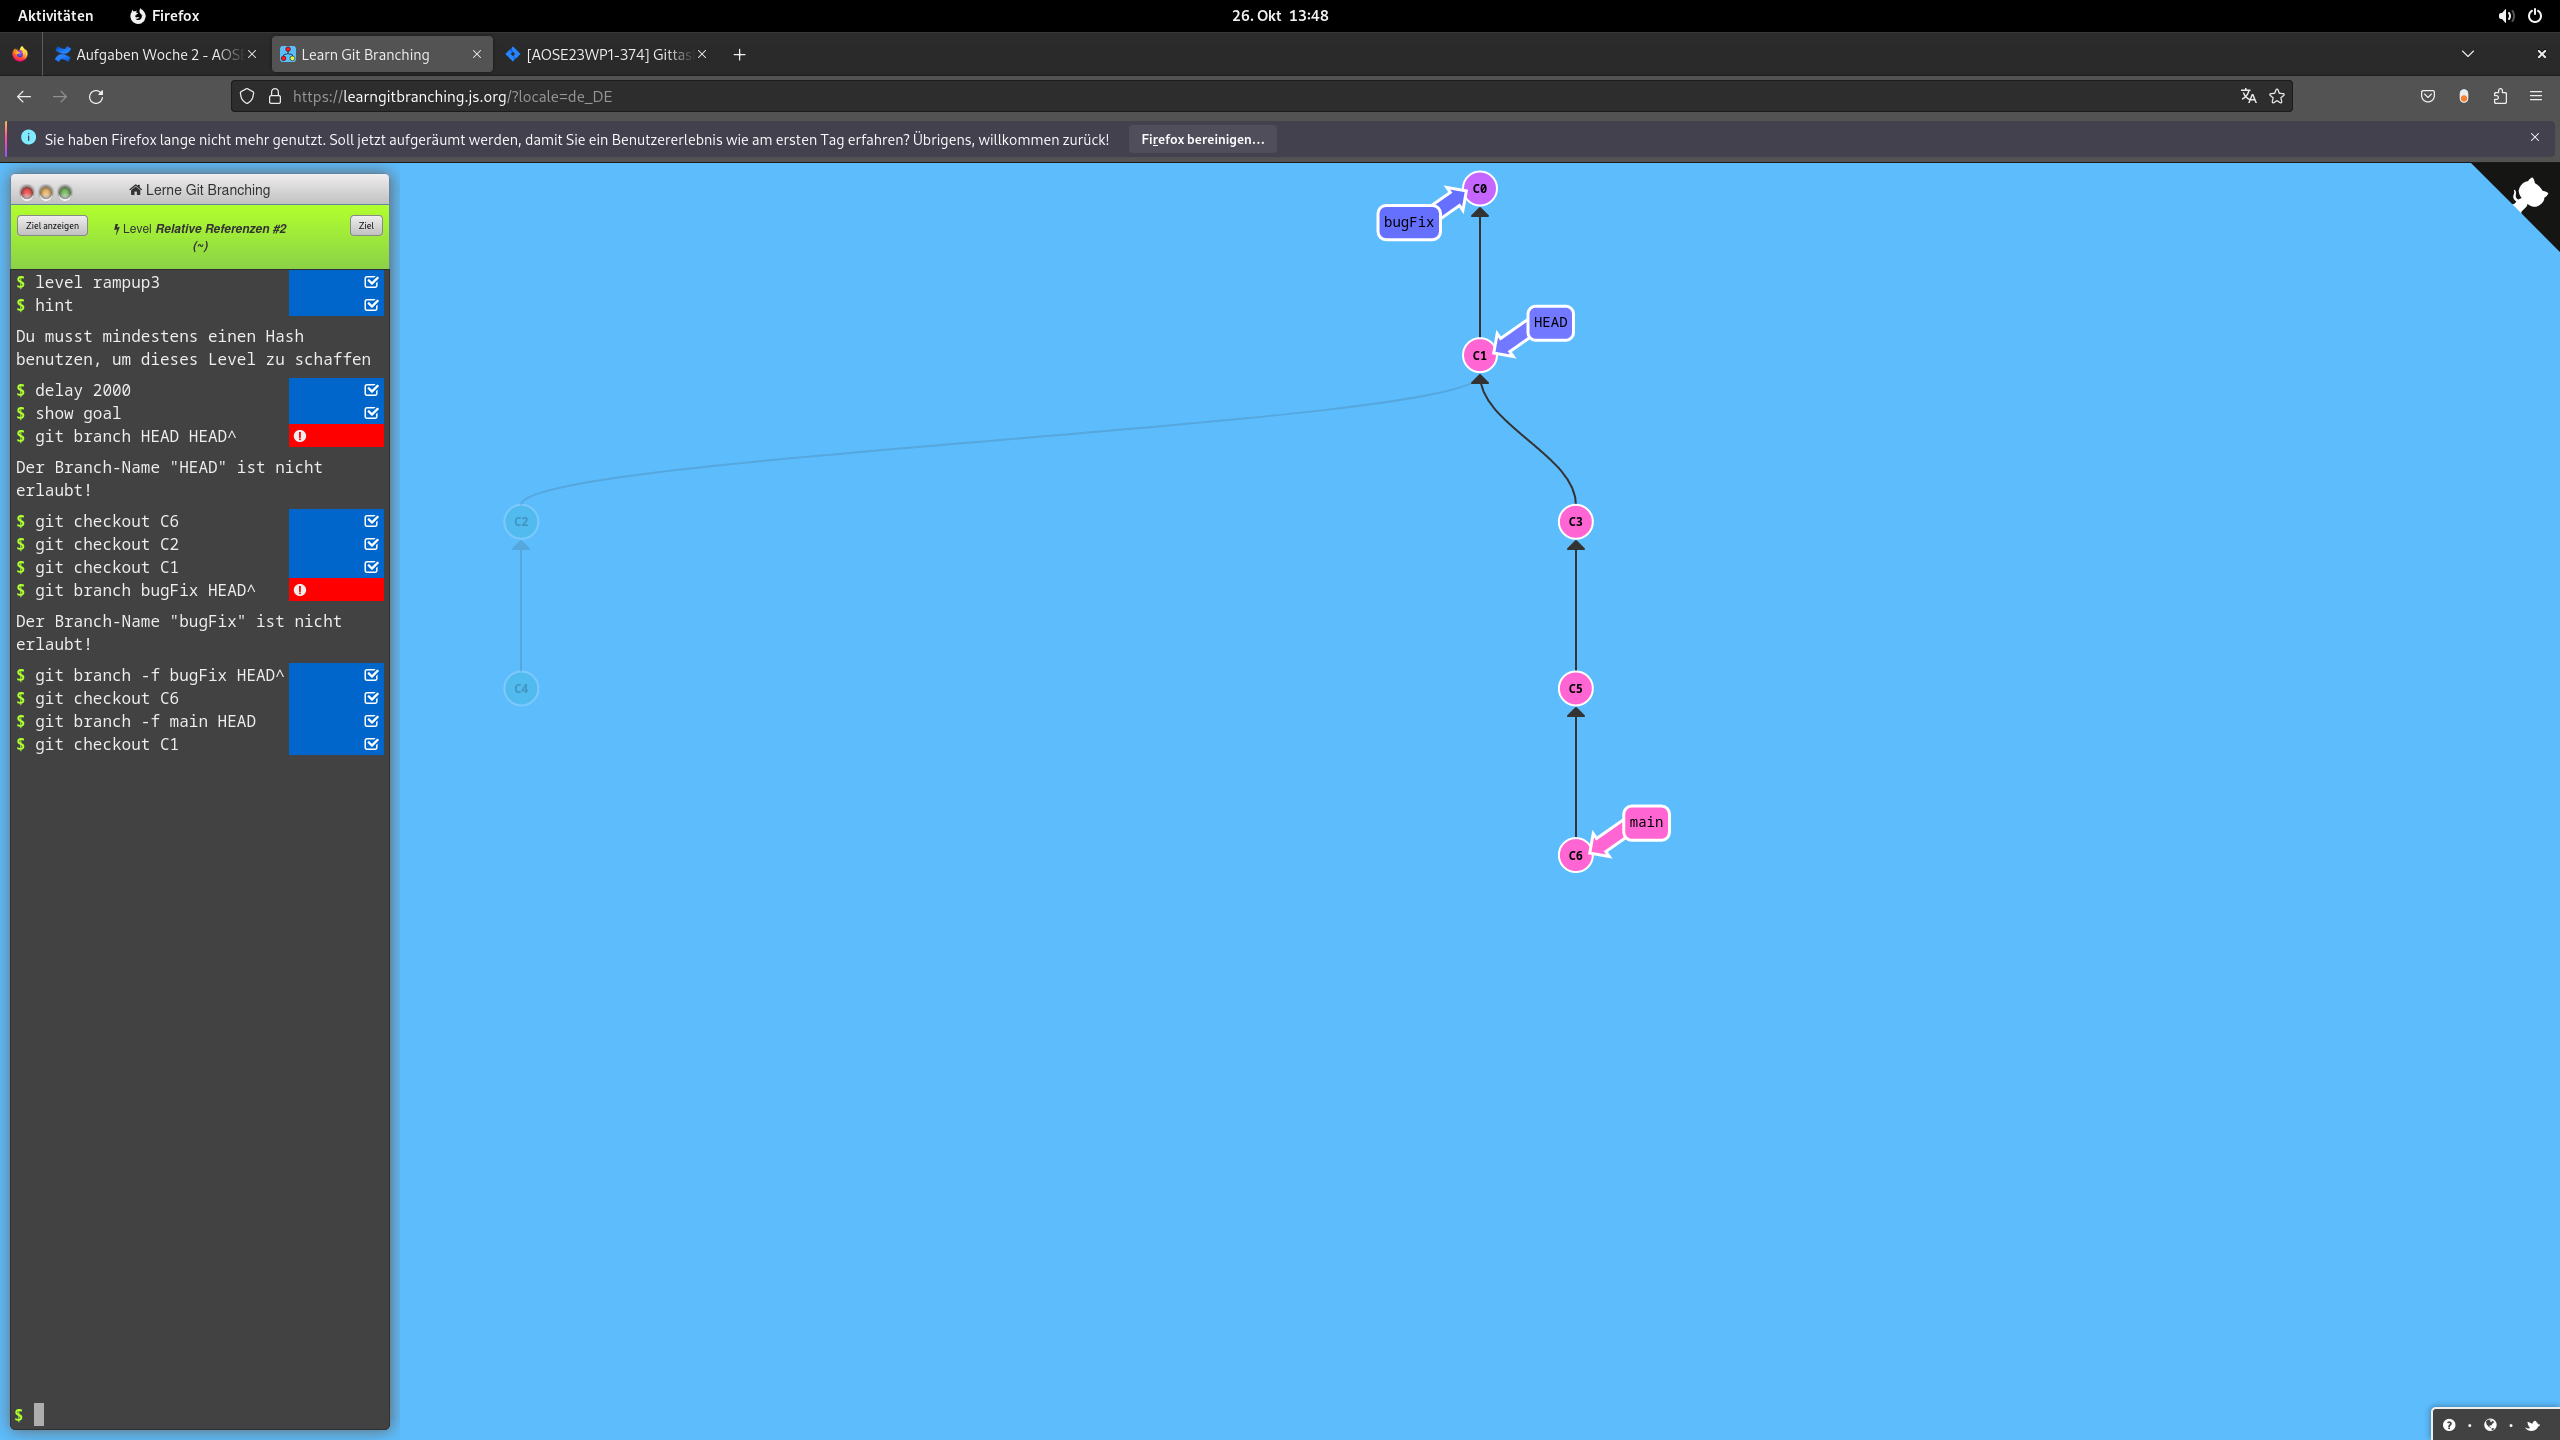 Aktivitäten
Firefox
26. Okt 13:48
Aufgaben Woche 2 - AOS
Learn Git Branching
[AOSE23WP1-374] Gittas
https://learngitbranching.js.org/?locale=de_DE
Sie haben Firefox lange nicht mehr genutzt. Soll jetzt aufgeräumt werden, damit Sie ein Benutzererlebnis wie am ersten Tag erfahren? Übrigens, willkommen zurück!
Firefox bereinigen…
Lerne Git Branching
Ziel anzeigen
Level Relative Referenzen #2
(~)
Ziel
$ level rampup3
$ hint
Du musst mindestens einen Hash
benutzen, um dieses Level zu schaffen
$ delay 2000
$ show goal
$ git branch HEAD HEAD^
Der Branch-Name "HEAD" ist nicht
erlaubt!
$ git checkout C6
$ git checkout C2
$ git checkout C1
$ git branch bugFix HEAD^
Der Branch-Name "bugFix" ist nicht
erlaubt!
$ git branch -f bugFix HEAD^
$ git checkout C6
$ git branch -f main HEAD
$ git checkout C1
$
C0
bugFix
HEAD
C1
C2
C3
C4
C5
main
C6